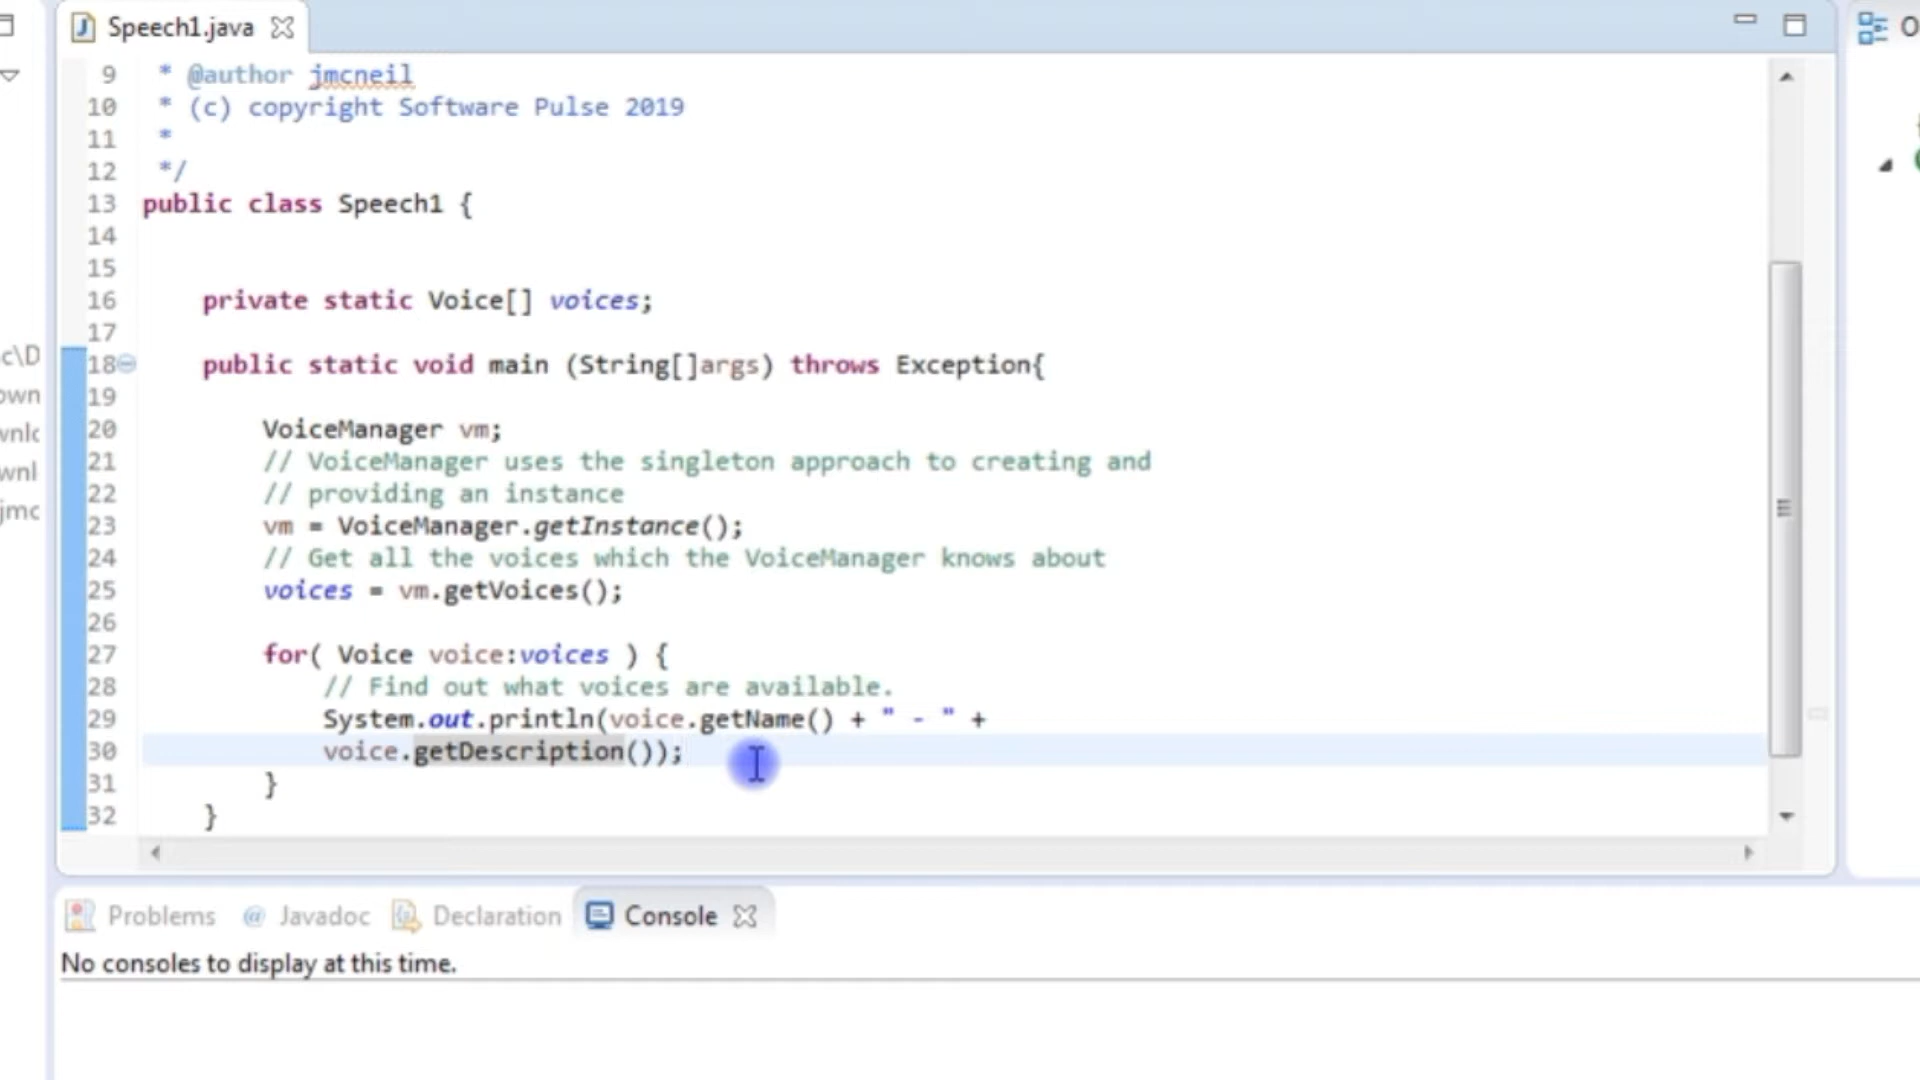 Speech1.java
9 * @author jmcneil
10 * (c) copyright Software Pulse 2019
11 *
12 */
13 public class Speech1 {
14
15
16 private static Voice[] voices;
17
18 public static void main (String[]args) throws Exception{
19
20 VoiceManager vm;
21 // VoiceManager uses the singleton approach to creating and
22 // providing an instance
23 vm = VoiceManager.getInstance();
24 // Get all the voices which the VoiceManager knows about
25 voices = vm.getVoices();
26
27 for( Voice voice:voices ) {
28 // Find out what voices are available.
29 System.out.println(voice.getName() + " - " +
30 voice.getDescription());
31 }
32 }
c\D
own
wnl
jmc
Problems @ Javadoc Declaration Console
No consoles to display at this time.